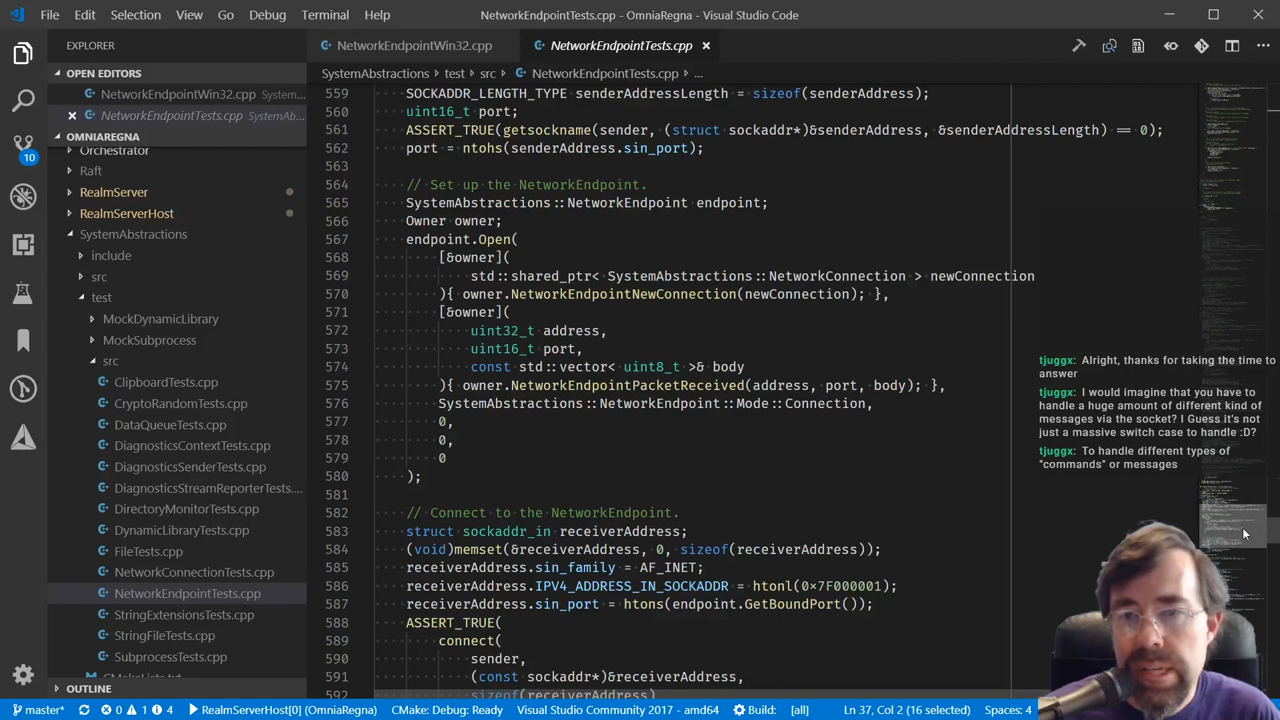 File Edit Selection View Go Debug Terminal Help
NetworkEndpointTests.cpp - OmniaRegna - Visual Studio Code
EXPLORER
OPEN EDITORS
NetworkEndpointWin32.cpp System...
NetworkEndpointTests.cpp SystemAb...
OMNIAREGNA
Orchestrator
Raft
RealmServer
RealmServerHost
SystemAbstractions
include
src
test
MockDynamicLibrary
MockSubprocess
src
ClipboardTests.cpp
CryptoRandomTests.cpp
DataQueueTests.cpp
DiagnosticsContextTests.cpp
DiagnosticsSenderTests.cpp
DiagnosticsStreamReporterTests....
DirectoryMonitorTests.cpp
DynamicLibraryTests.cpp
FileTests.cpp
NetworkConnectionTests.cpp
NetworkEndpointTests.cpp
StringExtensionsTests.cpp
StringFileTests.cpp
SubprocessTests.cpp
OUTLINE
10
NetworkEndpointWin32.cpp
NetworkEndpointTests.cpp
SystemAbstractions > test > src > NetworkEndpointTests.cpp > ...
559 SOCKADDR_LENGTH_TYPE senderAddressLength = sizeof(senderAddress);
560 uint16_t port;
561 ASSERT_TRUE(getsockname(sender, (struct sockaddr*)&senderAddress, &senderAddressLength) == 0);
562 port = ntohs(senderAddress.sin_port);
563
564 // Set up the NetworkEndpoint.
565 SystemAbstractions::NetworkEndpoint endpoint;
566 Owner owner;
567 endpoint.Open(
568 [&owner](
569 std::shared_ptr< SystemAbstractions::NetworkConnection > newConnection
570 ){ owner.NetworkEndpointNewConnection(newConnection); },
571 [&owner](
572 uint32_t address,
573 uint16_t port,
574 const std::vector< uint8_t >& body
575 ){ owner.NetworkEndpointPacketReceived(address, port, body); },
576 SystemAbstractions::NetworkEndpoint::Mode::Connection,
577 0,
578 0,
579 0
580 );
581
582 // Connect to the NetworkEndpoint.
583 struct sockaddr_in receiverAddress;
584 (void)memset(&receiverAddress, 0, sizeof(receiverAddress));
585 receiverAddress.sin_family = AF_INET;
586 receiverAddress.IPV4_ADDRESS_IN_SOCKADDR = htonl(0x7F000001);
587 receiverAddress.sin_port = htons(endpoint.GetBoundPort());
588 ASSERT_TRUE(
589 connect(
590 sender,
591 (const sockaddr*)&receiverAddress,
592 sizeof(receiverAddress)
tjuggx: Alright, thanks for taking the time to
answer
tjuggx: I would imagine that you have to
handle a huge amount of different kind of
messages via the socket? I Guess it's not
just a massive switch case to handle :D?
tjuggx: To handle different types of
"commands" or messages
master* 0 1 4 RealmServerHost[0] (OmniaRegna) CMake: Debug: Ready Visual Studio Community 2017 - amd64 Build: [all] Ln 37, Col 2 (16 selected) Spaces: 4